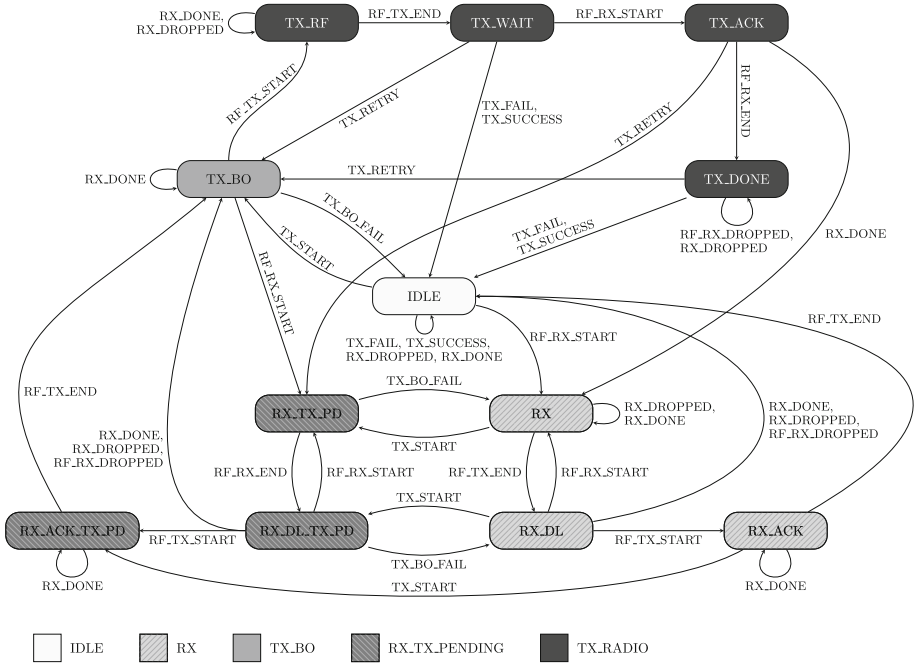 RX_DONE,
RX_DROPPED
TX_RF
RF_TX_END
TX_WAIT
RF_RX_START
TX_ACK
RF_TX_START
TX_RETRY
TX_FAIL,
TX_SUCCESS
TX_RETRY
RF_RX_END
RX_DONE
TX_BO
TX_RETRY
TX_DONE
TX_BO_FAIL
TX_START
TX_FAIL,
TX_SUCCESS
RF_RX_DROPPED,
RX_DROPPED
RX_DONE
RF_RX_START
IDLE
TX_FAIL, TX_SUCCESS,
RX_DROPPED, RX_DONE
RF_RX_START
RF_TX_END
RF_TX_END
TX_BO_FAIL
RX_TX_PD
RX
RX_DROPPED,
RX_DONE
TX_START
RX_DONE,
RX_DROPPED,
RF_RX_DROPPED
RX_DONE,
RX_DROPPED,
RF_RX_DROPPED
RF_RX_END
RF_RX_START
RF_TX_END
RF_RX_START
TX_START
RX_ACK_TX_PD
RF_TX_START
RX_DL_TX_PD
RX_DL
RF_TX_START
RX_ACK
TX_BO_FAIL
RX_DONE
TX_START
RX_DONE
IDLE
RX
TX_BO
RX_TX_PENDING
TX_RADIO